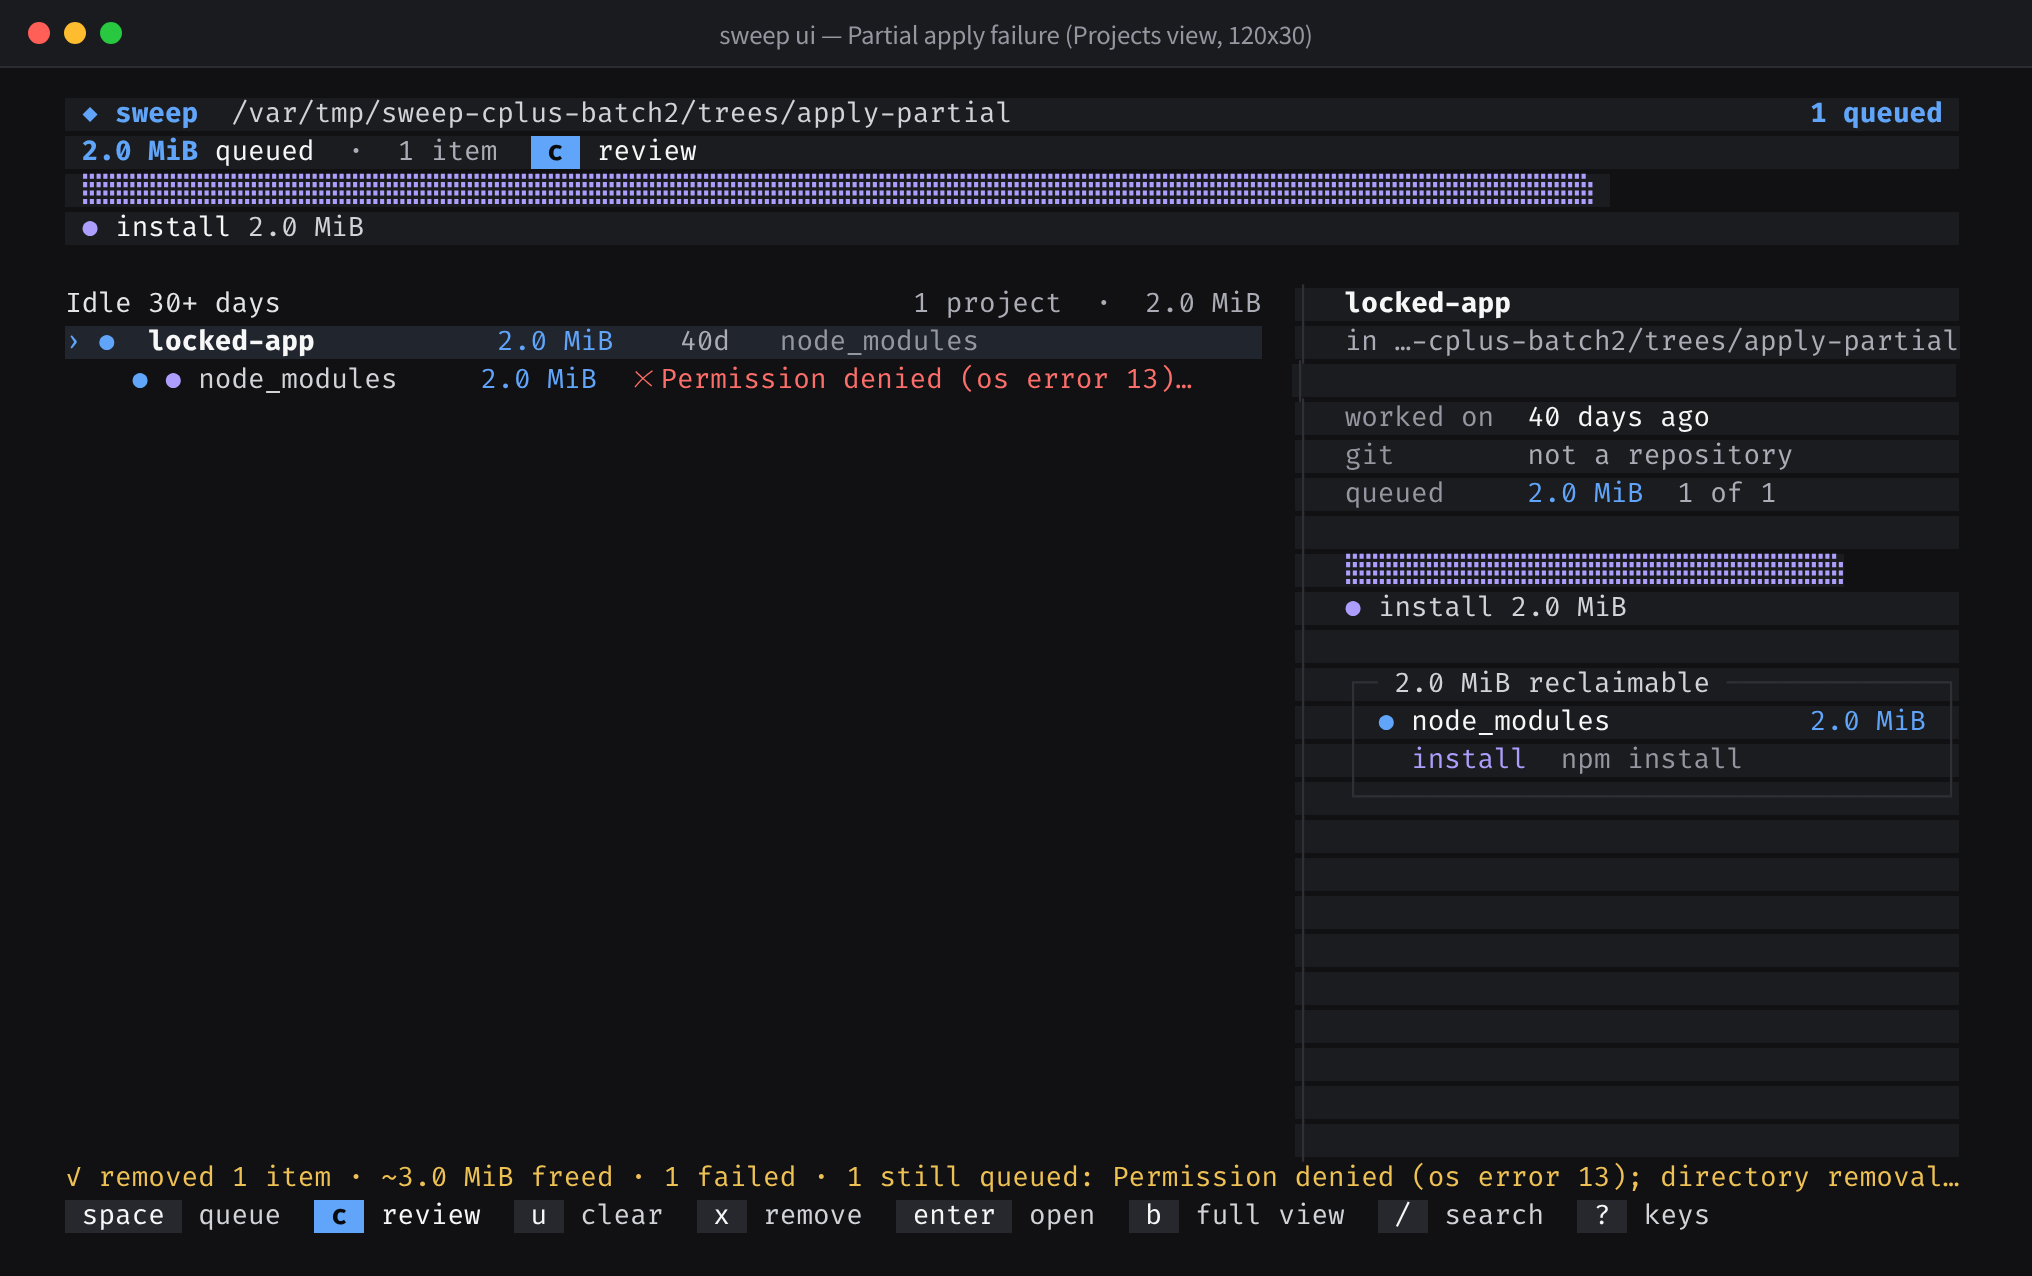 sweep ui — Partial apply failure (Projects view, 120x30)
◆ sweep /var/tmp/sweep-cplus-batch2/trees/apply-partial 1 queued
2.0 MiB queued · 1 item c review
● install 2.0 MiB
Idle 30+ days 1 project · 2.0 MiB
› ● locked-app 2.0 MiB 40d node_modules
● ● node_modules 2.0 MiB ×Permission denied (os error 13)…
locked-app
in …-cplus-batch2/trees/apply-partial
worked on 40 days ago
git not a repository
queued 2.0 MiB 1 of 1
● install 2.0 MiB
2.0 MiB reclaimable
● node_modules 2.0 MiB
install npm install
√ removed 1 item · ~3.0 MiB freed · 1 failed · 1 still queued: Permission denied (os error 13); directory removal…
space queue c review u clear x remove enter open b full view / search ? keys